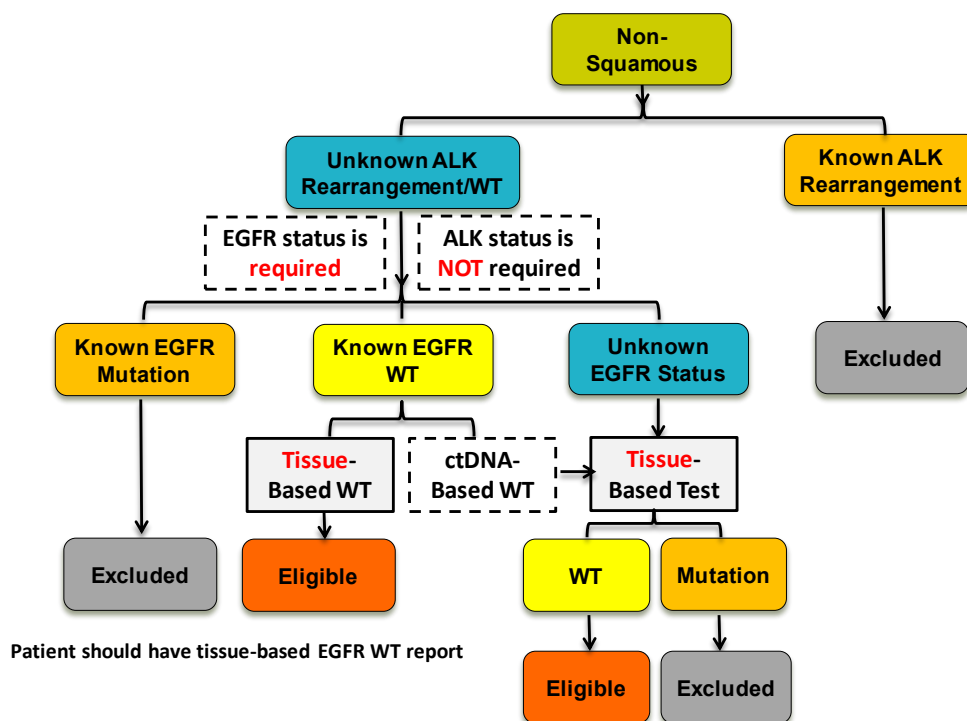 Non-
Squamous
Unknown ALK
Rearrangement/WT
Known ALK
Rearrangement
EGFR status is
required
ALK status is
NOT required
Known EGFR
Mutation
Known EGFR
WT
Unknown
EGFR Status
Excluded
Tissue-
Based WT
ctDNA-
Based WT
Tissue-
Based Test
Excluded
Eligible
WT
Mutation
Patient should have tissue-based EGFR WT report
Eligible
Excluded